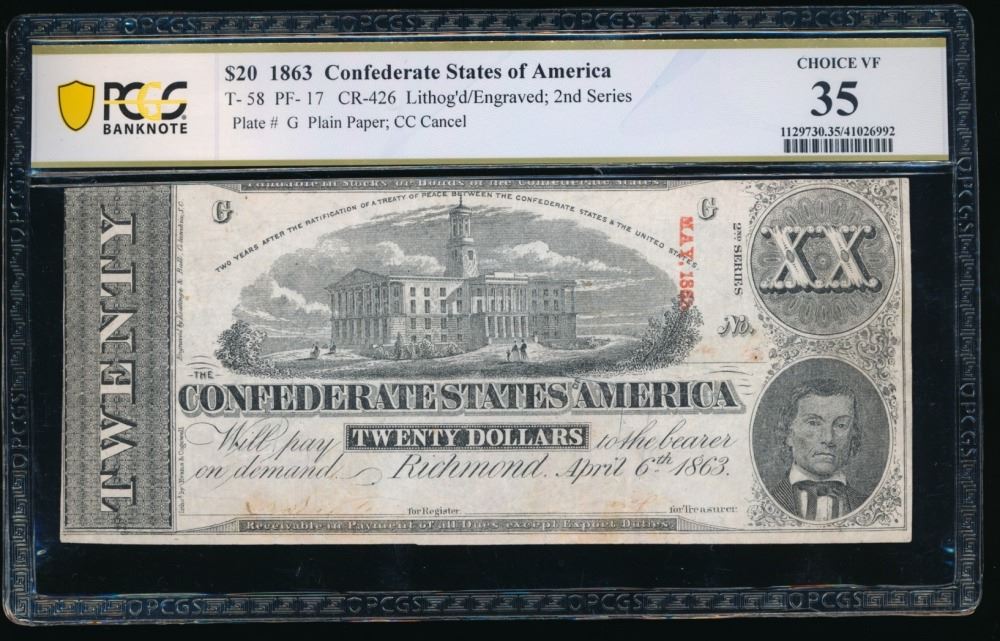 PCGS
BANKNOTE
$20 1863 Confederate States of America
T- 58 PF- 17 CR-426 Lithog'd/Engraved; 2nd Series
Plate # G Plain Paper; CC Cancel
CHOICE VF
35
1129730.35/41026992
Fundable in Stocks or Bonds of the Confederate States
TWO YEARS AFTER THE RATIFICATION OF A TREATY OF PEACE BETWEEN THE CONFEDERATE STATES & THE UNITED STATES
G
G
MAY, 186
2ND SERIES
XX
No.
TWENTY
THE
CONFEDERATE STATES AMERICA
Will pay TWENTY DOLLARS to the bearer
on demand Richmond. April 6th 1863.
for Register
for Treasurer
Receivable in Payment of all Dues except Export Duties
OPCGS